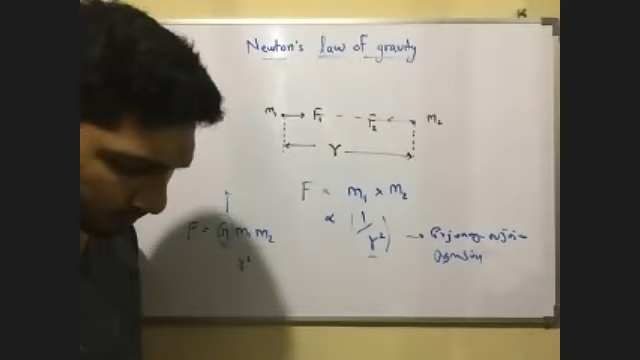 Newton's law of gravity
m₁ F₁ F₂ m₂
r
F ∝ m₁ × m₂
∝ (1/r²)
F = G m₁ m₂
r²